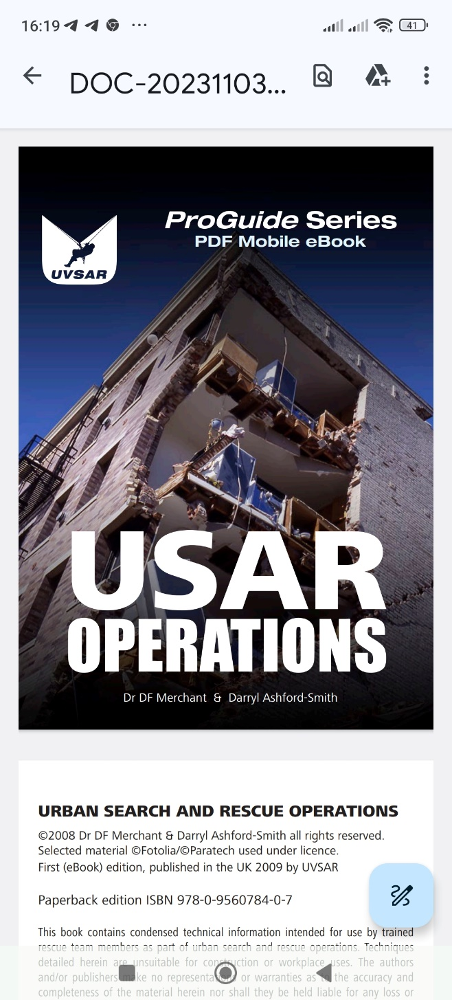 16:19
41
DOC-20231103...
ProGuide Series
PDF Mobile eBook
UVSAR
USAR
OPERATIONS
Dr DF Merchant & Darryl Ashford-Smith
URBAN SEARCH AND RESCUE OPERATIONS
©2008 Dr DF Merchant & Darryl Ashford-Smith all rights reserved.
Selected material ©Fotolia/©Paratech used under licence.
First (eBook) edition, published in the UK 2009 by UVSAR
Paperback edition ISBN 978-0-9560784-0-7
This book contains condensed technical information intended for use by trained
rescue team members as part of urban search and rescue operations. Techniques
detailed herein are unsuitable for construction or workplace uses. The authors
and/or publishers make no representations or warranties as to the accuracy and
completeness of the material herein nor shall they be held liable for any loss or